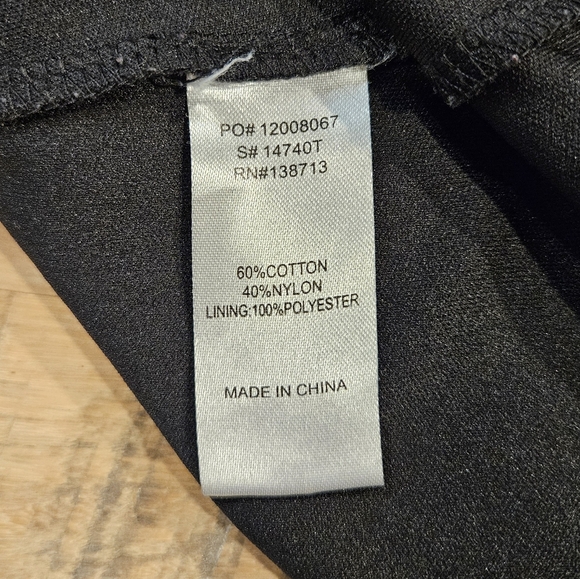 PO# 12008067
S# 14740T
RN#138713
60%COTTON
40%NYLON
LINING:100%POLYESTER
MADE IN CHINA